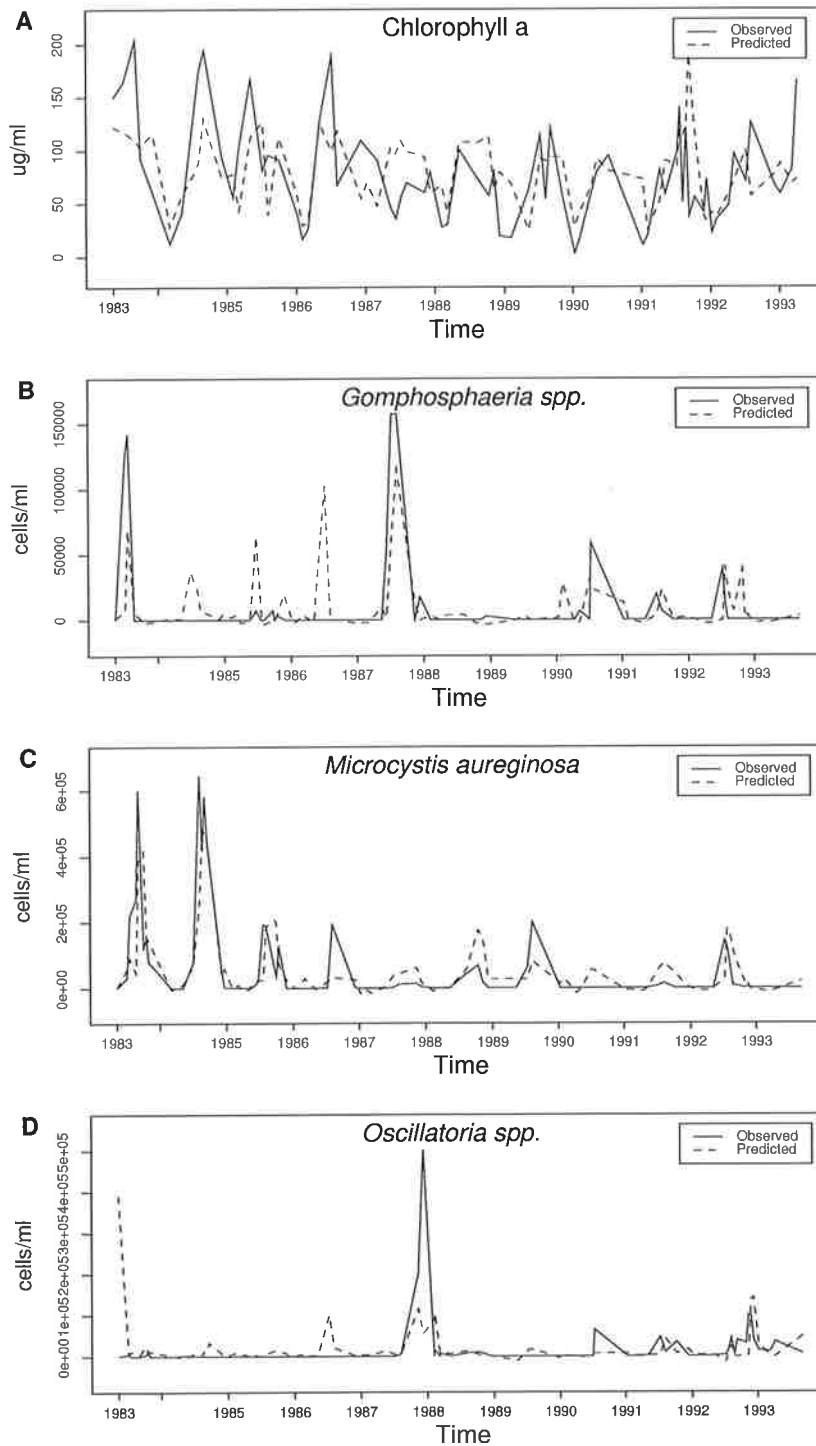 A
Chlorophyll a
Observed
Predicted
ug/ml
200
150
100
50
0
1983 1985 1986 1987 1988 1989 1990 1991 1992 1993
Time
B
Gomphosphaeria spp.
Observed
Predicted
cells/ml
150000
100000
50000
0
1983 1985 1986 1987 1988 1989 1990 1991 1992 1993
Time
C
Microcystis aureginosa
Observed
Predicted
cells/ml
6e+05
4e+05
2e+05
0e+00
1983 1985 1986 1987 1988 1989 1990 1991 1992 1993
Time
D
Oscillatoria spp.
Observed
Predicted
cells/ml
0e+001e+052e+053e+054e+055e+05
1983 1985 1986 1987 1988 1989 1990 1991 1992 1993
Time